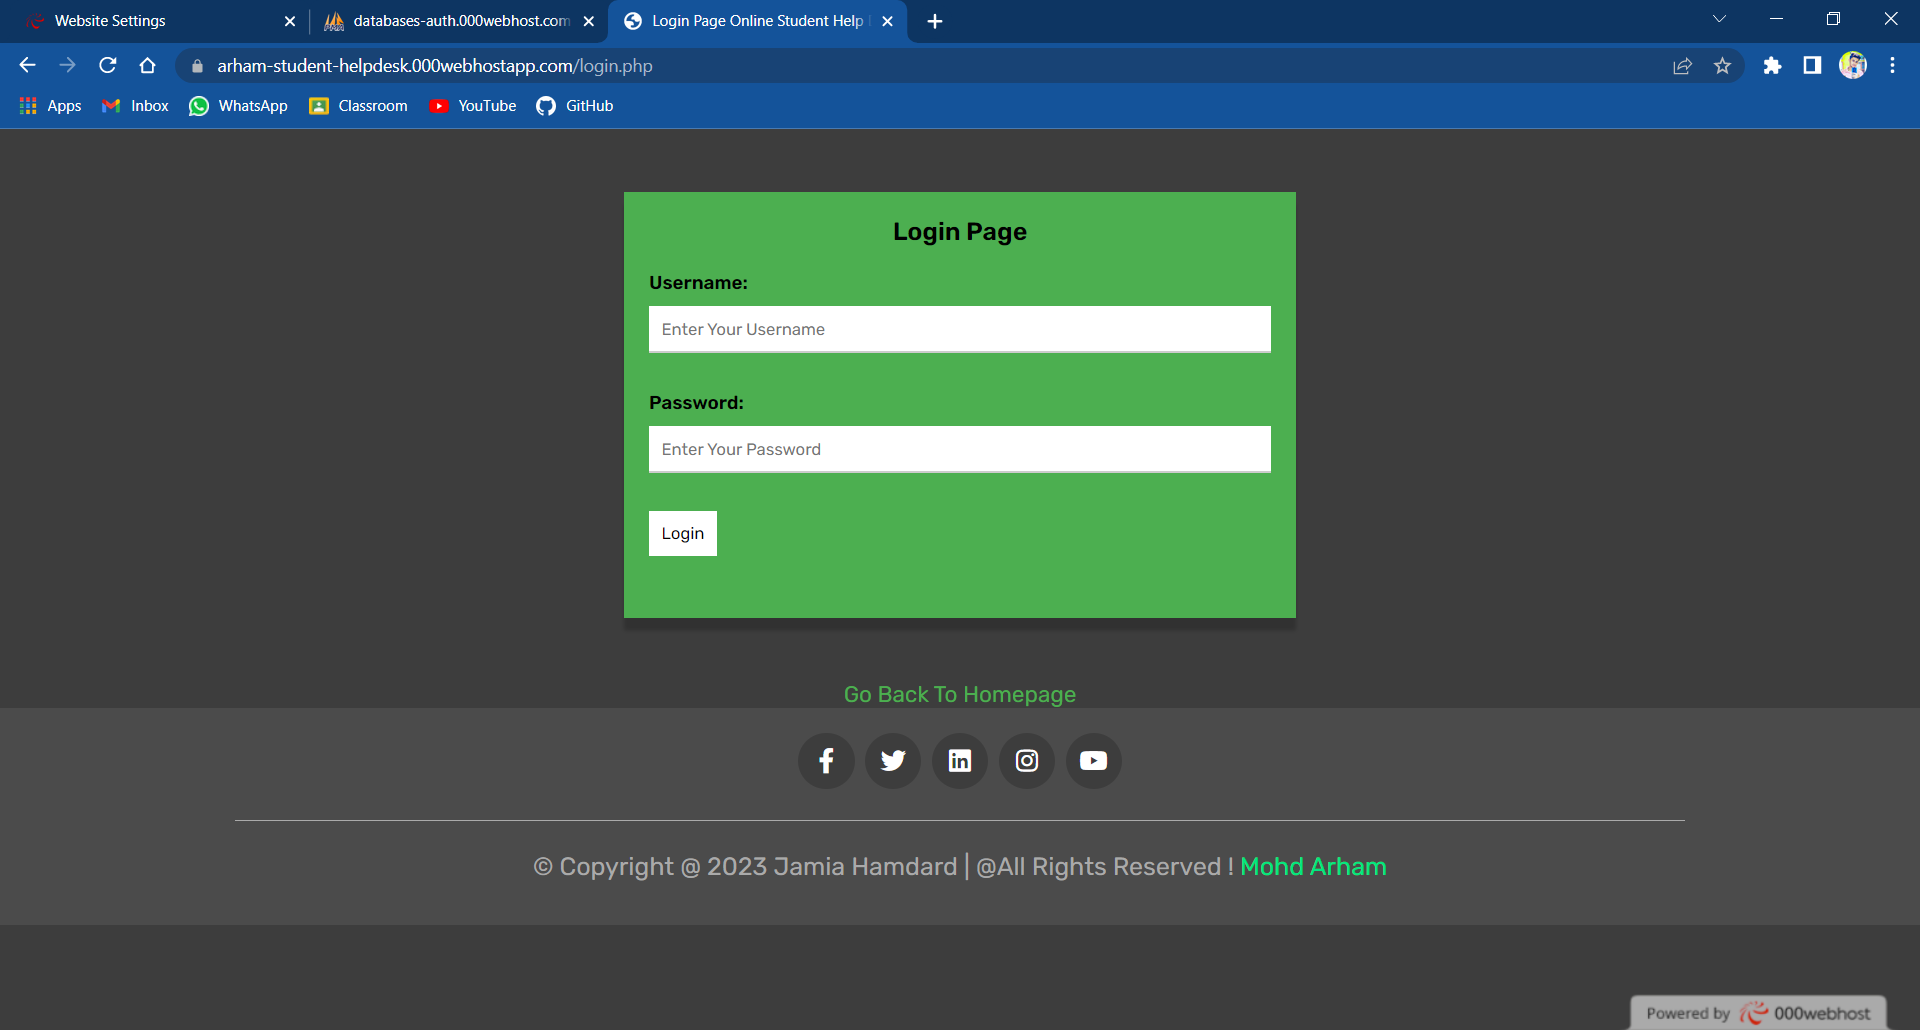 Website Settings
databases-auth.000webhost.com
Login Page Online Student Help
arham-student-helpdesk.000webhostapp.com/login.php
Apps
Inbox
WhatsApp
Classroom
YouTube
GitHub
Login Page
Username:
Enter Your Username
Password:
Enter Your Password
Login
Go Back To Homepage
© Copyright @ 2023 Jamia Hamdard | @All Rights Reserved ! Mohd Arham
Powered by 000webhost